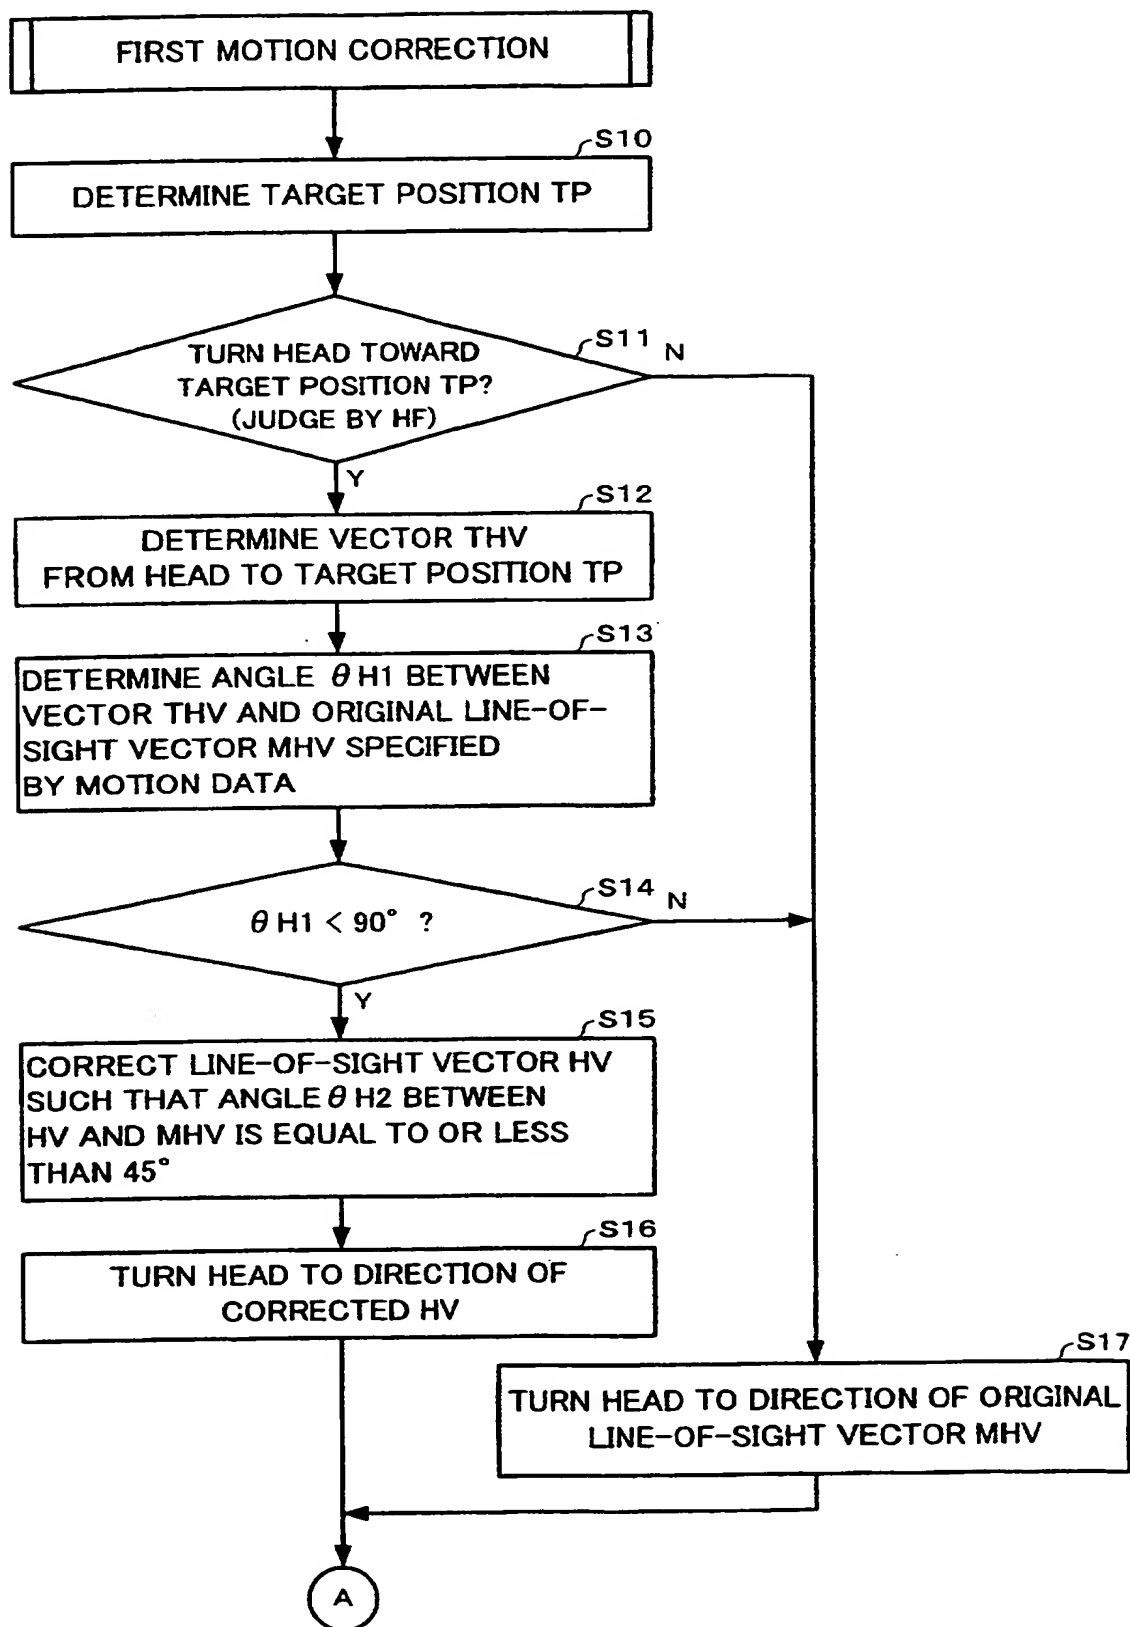 FIRST MOTION CORRECTION
S10
DETERMINE TARGET POSITION TP
S11
N
TURN HEAD TOWARD
TARGET POSITION TP?
(JUDGE BY HF)
Y
S12
DETERMINE VECTOR THV
FROM HEAD TO TARGET POSITION TP
S13
DETERMINE ANGLE θ H1 BETWEEN
VECTOR THV AND ORIGINAL LINE-OF-
SIGHT VECTOR MHV SPECIFIED
BY MOTION DATA
S14
N
θ H1 < 90° ?
Y
S15
CORRECT LINE-OF-SIGHT VECTOR HV
SUCH THAT ANGLE θ H2 BETWEEN
HV AND MHV IS EQUAL TO OR LESS
THAN 45°
S16
TURN HEAD TO DIRECTION OF
CORRECTED HV
S17
TURN HEAD TO DIRECTION OF ORIGINAL
LINE-OF-SIGHT VECTOR MHV
A